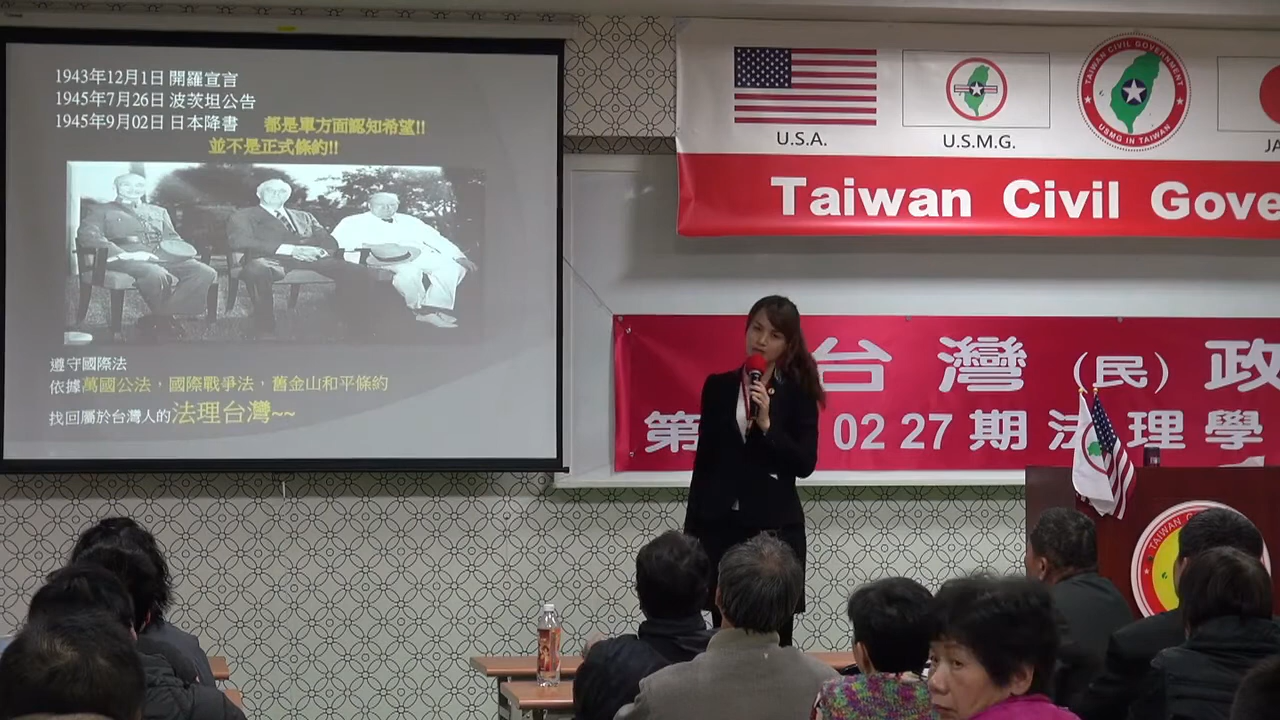 1943年12月1日 開羅宣言
1945年7月26日 波茨坦公告
1945年9月02日 日本降書 都是單方面認知希望!!
並不是正式條約!!
遵守國際法
依據萬國公法，國際戰爭法，舊金山和平條約
找回屬於台灣人的法理台灣~~
U.S.A.
U.S.M.G.
TAIWAN CIVIL GOVERNMENT
USMG IN TAIWAN
JA
Taiwan Civil Gove
台灣（民）政
第 02 27期法理學
TAIWAN